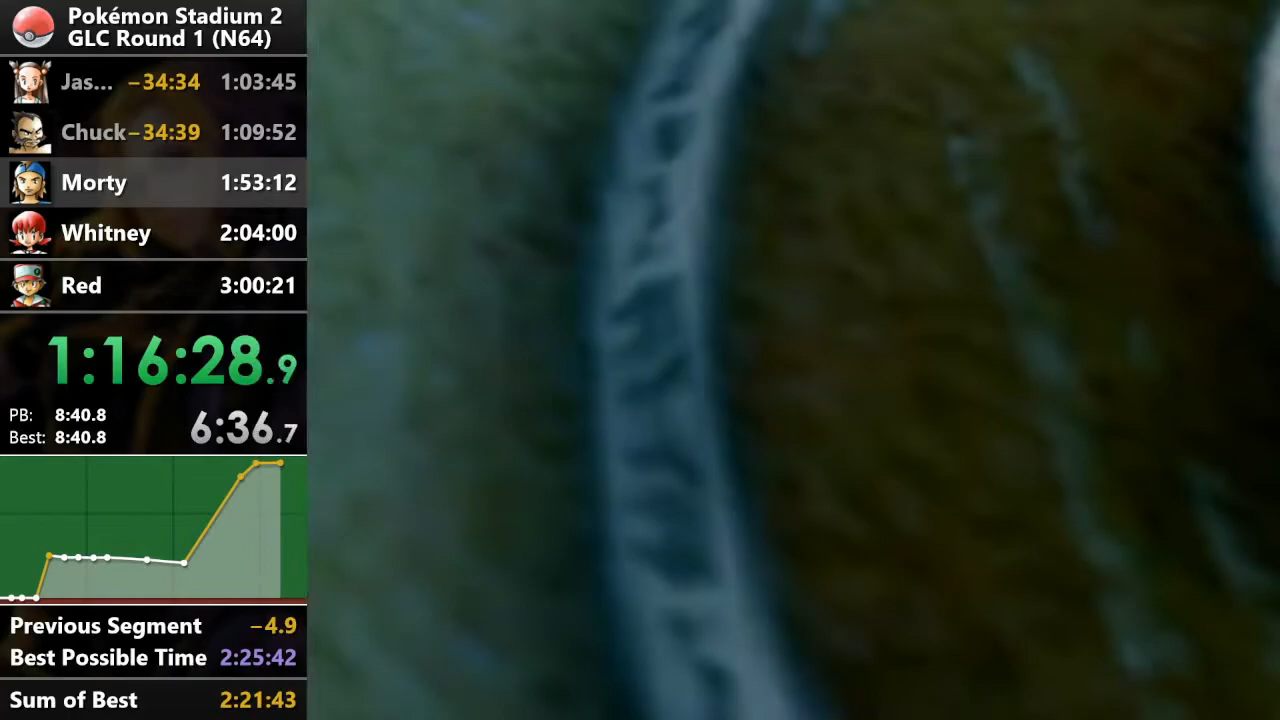 Pokémon Stadium 2
GLC Round 1 (N64)
Jas... −34:34 1:03:45
Chuck −34:39 1:09:52
Morty 1:53:12
Whitney 2:04:00
Red 3:00:21
1:16:28.9
PB: 8:40.8
Best: 8:40.8
6:36.7
Previous Segment −4.9
Best Possible Time 2:25:42
Sum of Best 2:21:43